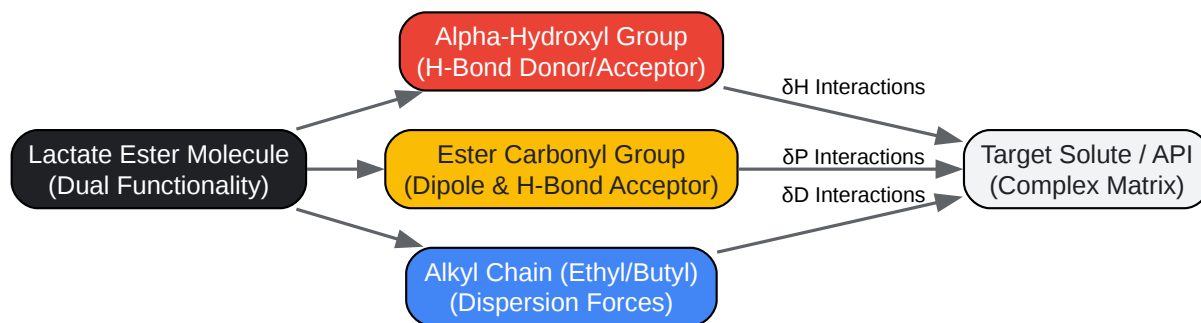 Alpha-Hydroxyl Group
(H-Bond Donor/Acceptor)
δH Interactions
Lactate Ester Molecule
(Dual Functionality)
Ester Carbonyl Group
(Dipole & H-Bond Acceptor)
δP Interactions
Target Solute / API
(Complex Matrix)
δD Interactions
Alkyl Chain (Ethyl/Butyl)
(Dispersion Forces)